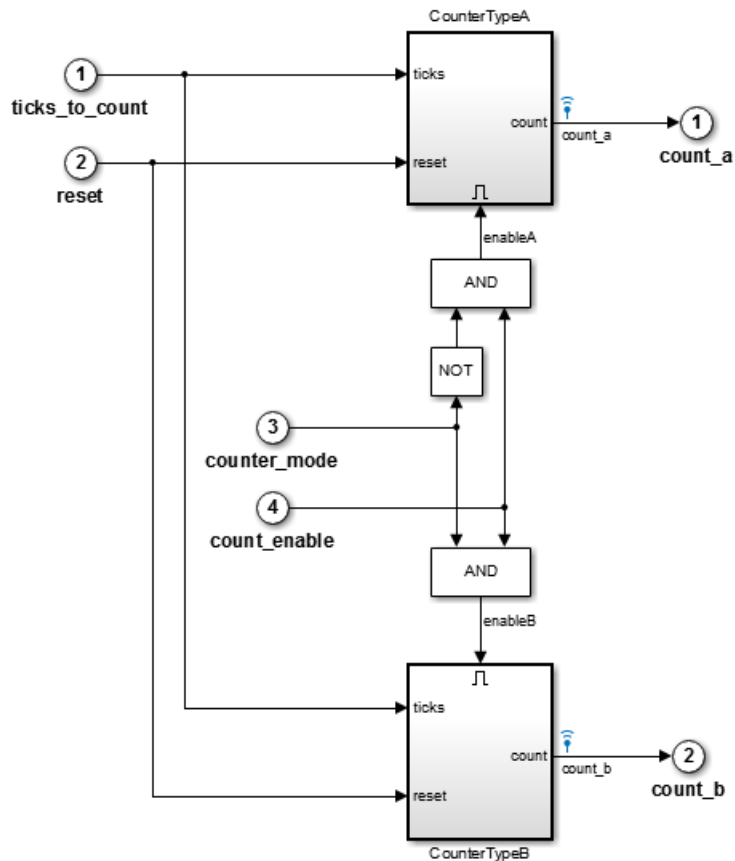 CounterTypeA
1
ticks_to_count
ticks
count
count_a
1
count_a
2
reset
reset
enableA
AND
NOT
3
counter_mode
4
count_enable
AND
enableB
ticks
count
count_b
2
count_b
reset
CounterTypeB